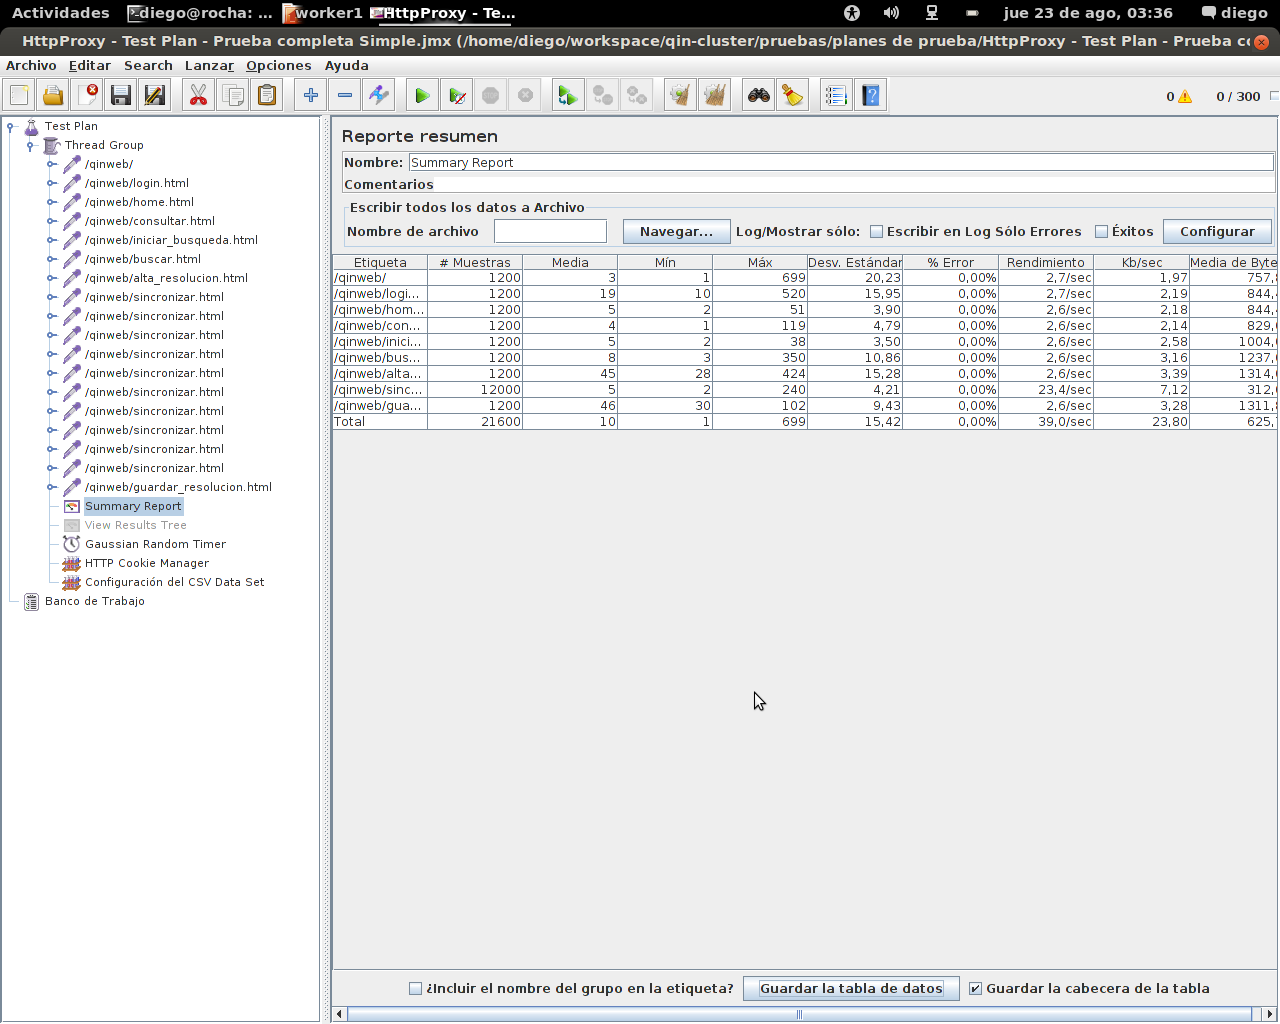 Actividades diego@rocha: ... worker1 HttpProxy - Te... jue 23 de ago, 03:36 diego
HttpProxy - Test Plan - Prueba completa Simple.jmx (/home/diego/workspace/qin-cluster/pruebas/planes de prueba/HttpProxy - Test Plan - Prueba cc
Archivo Editar Search Lanzar Opciones Ayuda
0 0 / 300
Test Plan
Thread Group
/qinweb/
/qinweb/login.html
/qinweb/home.html
/qinweb/consultar.html
/qinweb/iniciar_busqueda.html
/qinweb/buscar.html
/qinweb/alta_resolucion.html
/qinweb/sincronizar.html
/qinweb/sincronizar.html
/qinweb/sincronizar.html
/qinweb/sincronizar.html
/qinweb/sincronizar.html
/qinweb/sincronizar.html
/qinweb/sincronizar.html
/qinweb/sincronizar.html
/qinweb/sincronizar.html
/qinweb/sincronizar.html
/qinweb/guardar_resolucion.html
Summary Report
View Results Tree
Gaussian Random Timer
HTTP Cookie Manager
Configuración del CSV Data Set
Banco de Trabajo
Reporte resumen
Nombre: Summary Report
Comentarios
Escribir todos los datos a Archivo
Nombre de archivo Navegar... Log/Mostrar sólo: Escribir en Log Sólo Errores Éxitos Configurar
Etiqueta # Muestras Media Mín Máx Desv. Estándar % Error Rendimiento Kb/sec Media de Byte
/qinweb/ 1200 3 1 699 20,23 0,00% 2,7/sec 1,97 757,
/qinweb/logi... 1200 19 10 520 15,95 0,00% 2,7/sec 2,19 844,
/qinweb/hom... 1200 5 2 51 3,90 0,00% 2,6/sec 2,18 844,
/qinweb/con... 1200 4 1 119 4,79 0,00% 2,6/sec 2,14 829,
/qinweb/inici... 1200 5 2 38 3,50 0,00% 2,6/sec 2,58 1004,
/qinweb/bus... 1200 8 3 350 10,86 0,00% 2,6/sec 3,16 1237,
/qinweb/alta... 1200 45 28 424 15,28 0,00% 2,6/sec 3,39 1314,
/qinweb/sinc... 12000 5 2 240 4,21 0,00% 23,4/sec 7,12 312,
/qinweb/gua... 1200 46 30 102 9,43 0,00% 2,6/sec 3,28 1311,
Total 21600 10 1 699 15,42 0,00% 39,0/sec 23,80 625,
¿Incluir el nombre del grupo en la etiqueta? Guardar la tabla de datos Guardar la cabecera de la tabla